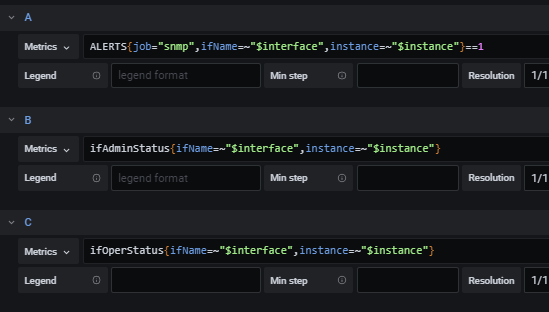 A
Metrics ALERTS{job="snmp",ifName=~"$interface",instance=~"$instance"}==1
Legend legend format Min step Resolution 1/1
B
Metrics ifAdminStatus{ifName=~"$interface",instance=~"$instance"}
Legend legend format Min step Resolution 1/1
C
Metrics ifOperStatus{ifName=~"$interface",instance=~"$instance"}
Legend Min step Resolution 1/1